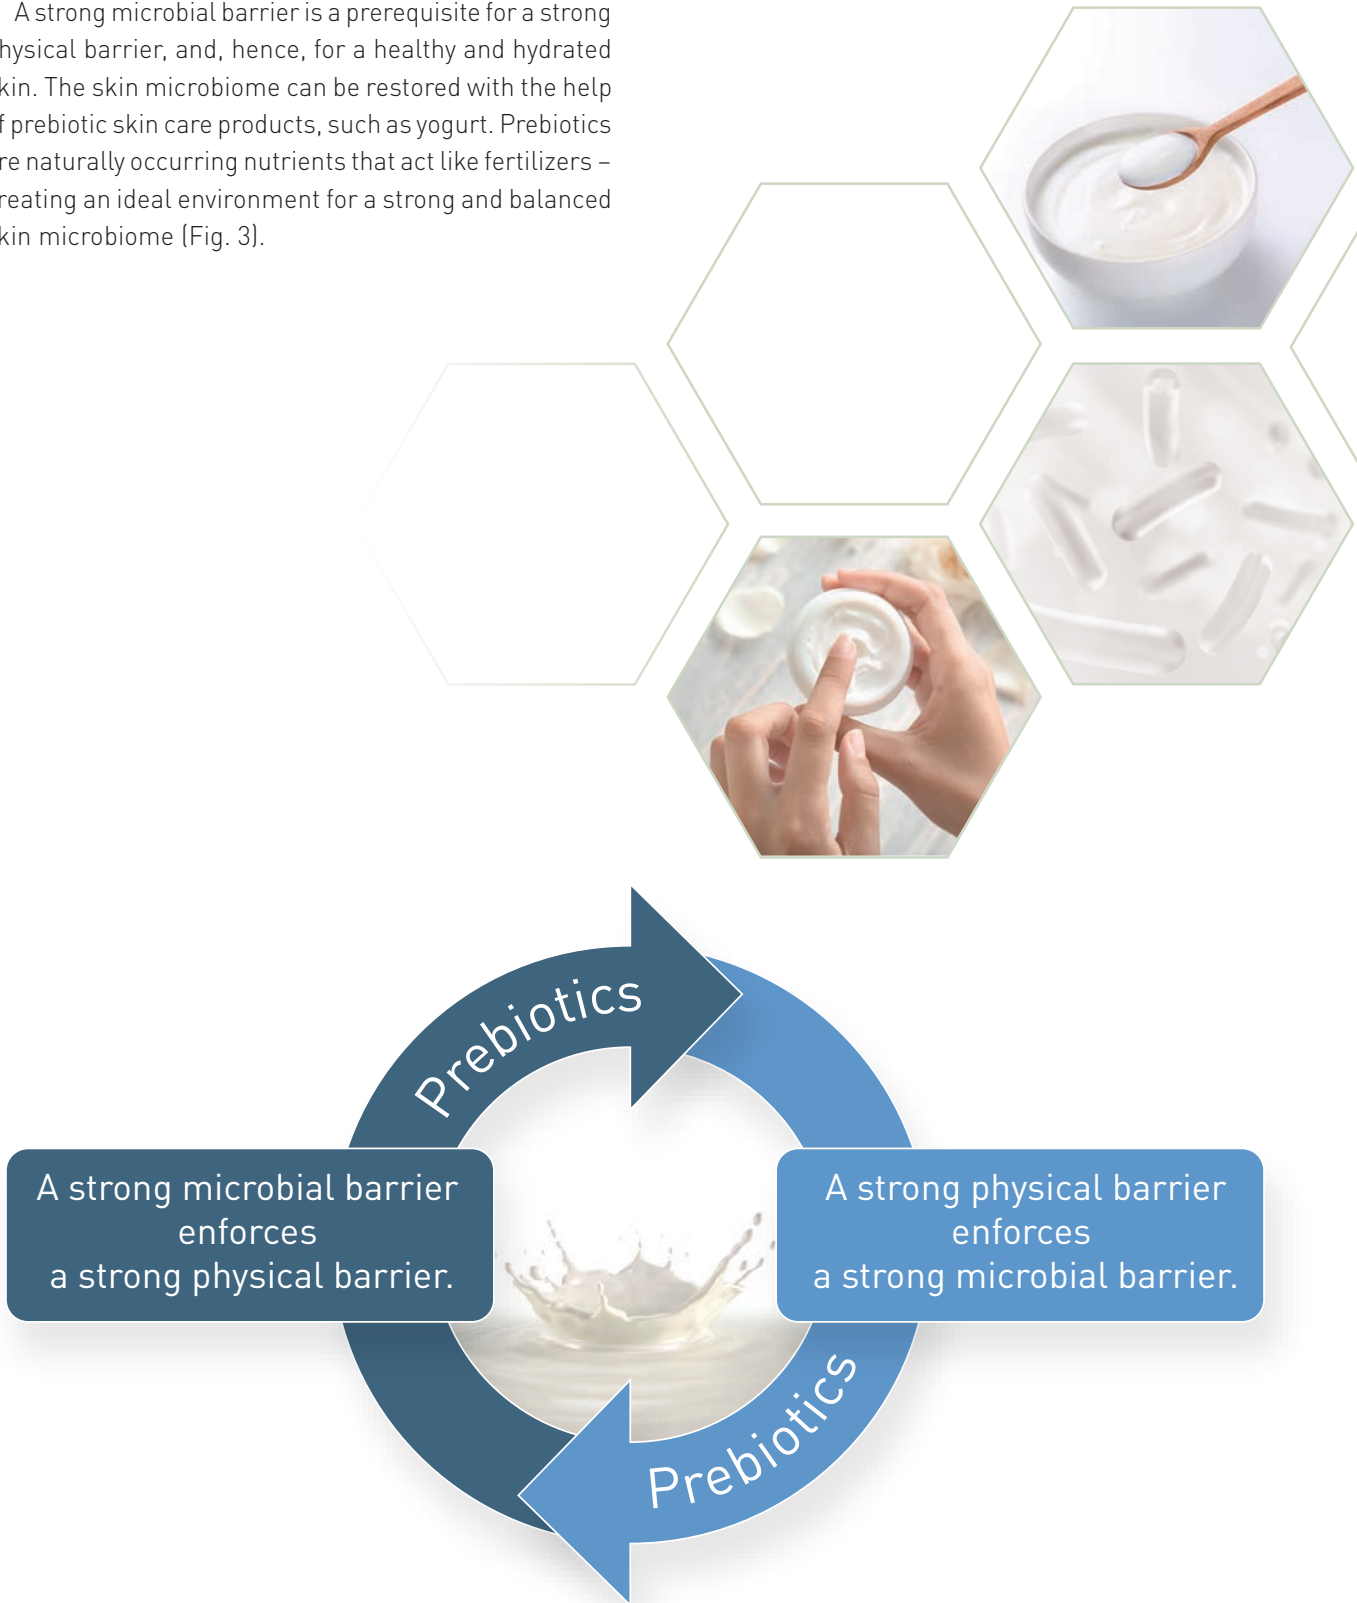 A strong microbial barrier is a prerequisite for a strong
hysical barrier, and, hence, for a healthy and hydrated
kin. The skin microbiome can be restored with the help
f prebiotic skin care products, such as yogurt. Prebiotics
re naturally occurring nutrients that act like fertilizers –
reating an ideal environment for a strong and balanced
kin microbiome (Fig. 3).
Prebiotics
A strong microbial barrier
enforces
a strong physical barrier.
A strong physical barrier
enforces
a strong microbial barrier.
Prebiotics